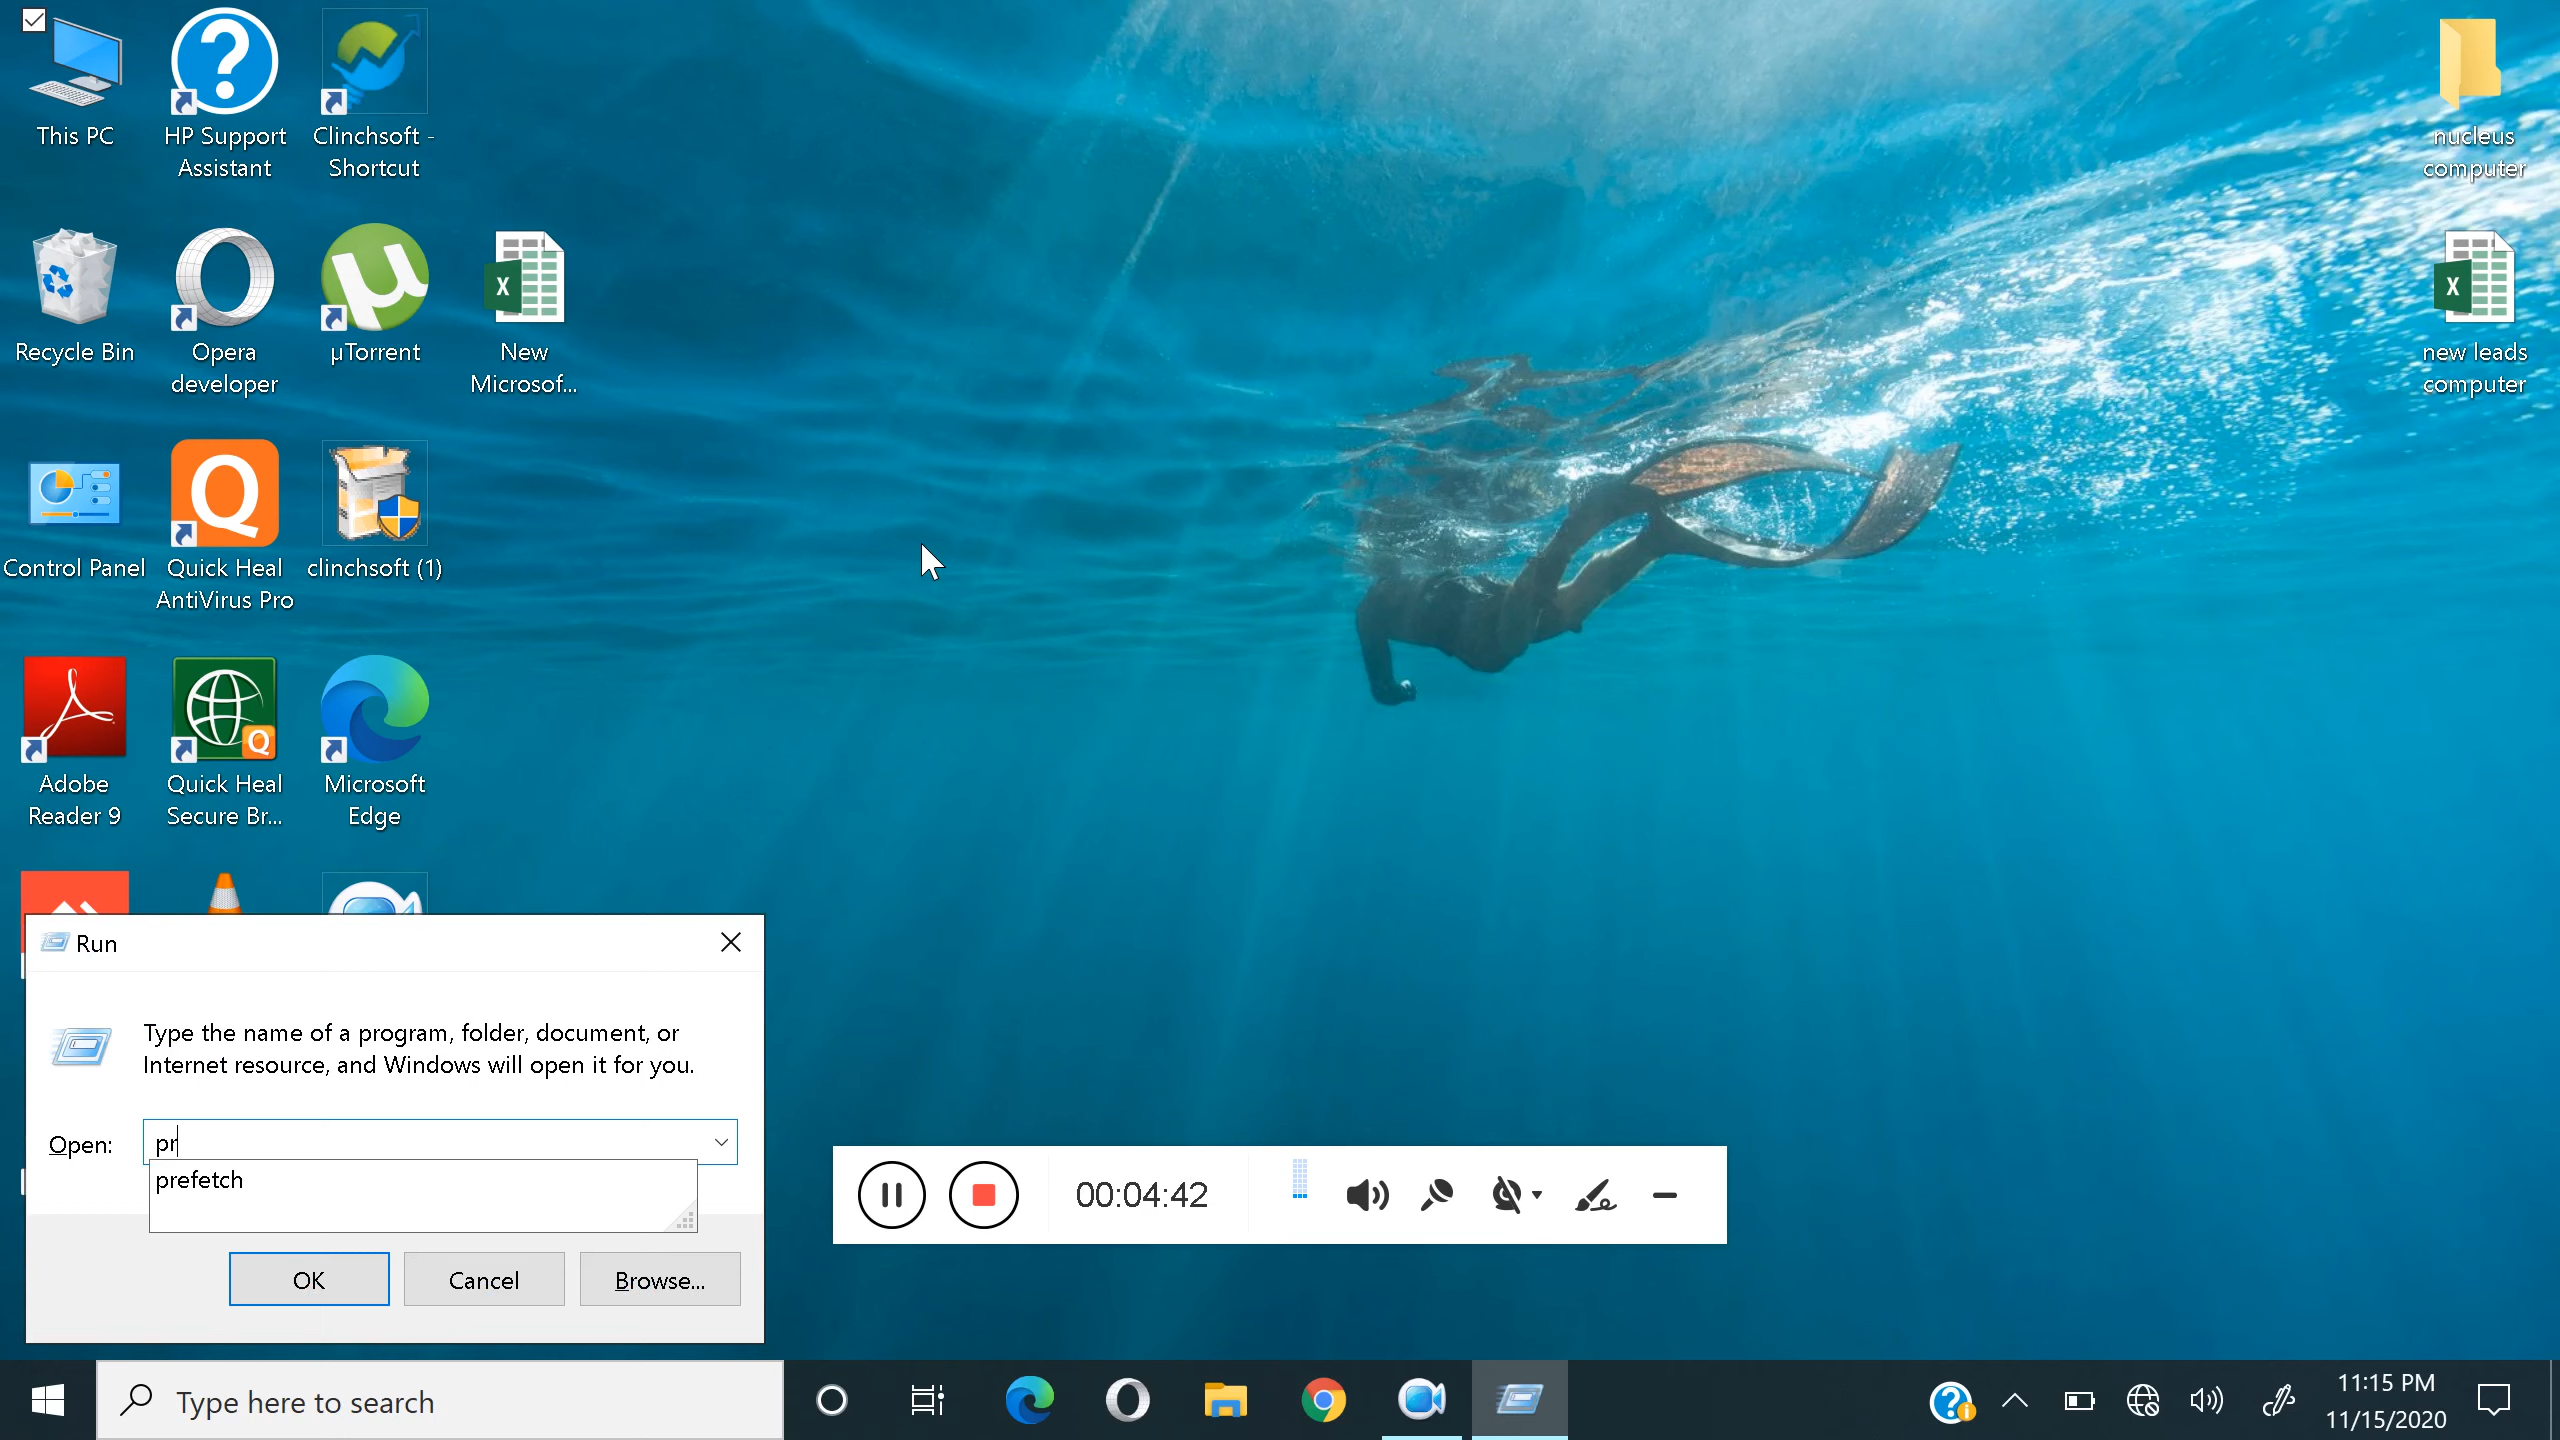 This PC
HP Support
Assistant
Clinchsoft -
Shortcut
nucleus
computer
Recycle Bin
Opera
developer
µTorrent
New
Microsof...
new leads
computer
Control Panel
Quick Heal
AntiVirus Pro
clinchsoft (1)
Adobe
Reader 9
Quick Heal
Secure Br...
Microsoft
Edge
Run
Type the name of a program, folder, document, or
Internet resource, and Windows will open it for you.
Open:
pr
prefetch
OK
Cancel
Browse...
00:04:42
Type here to search
11:15 PM
11/15/2020